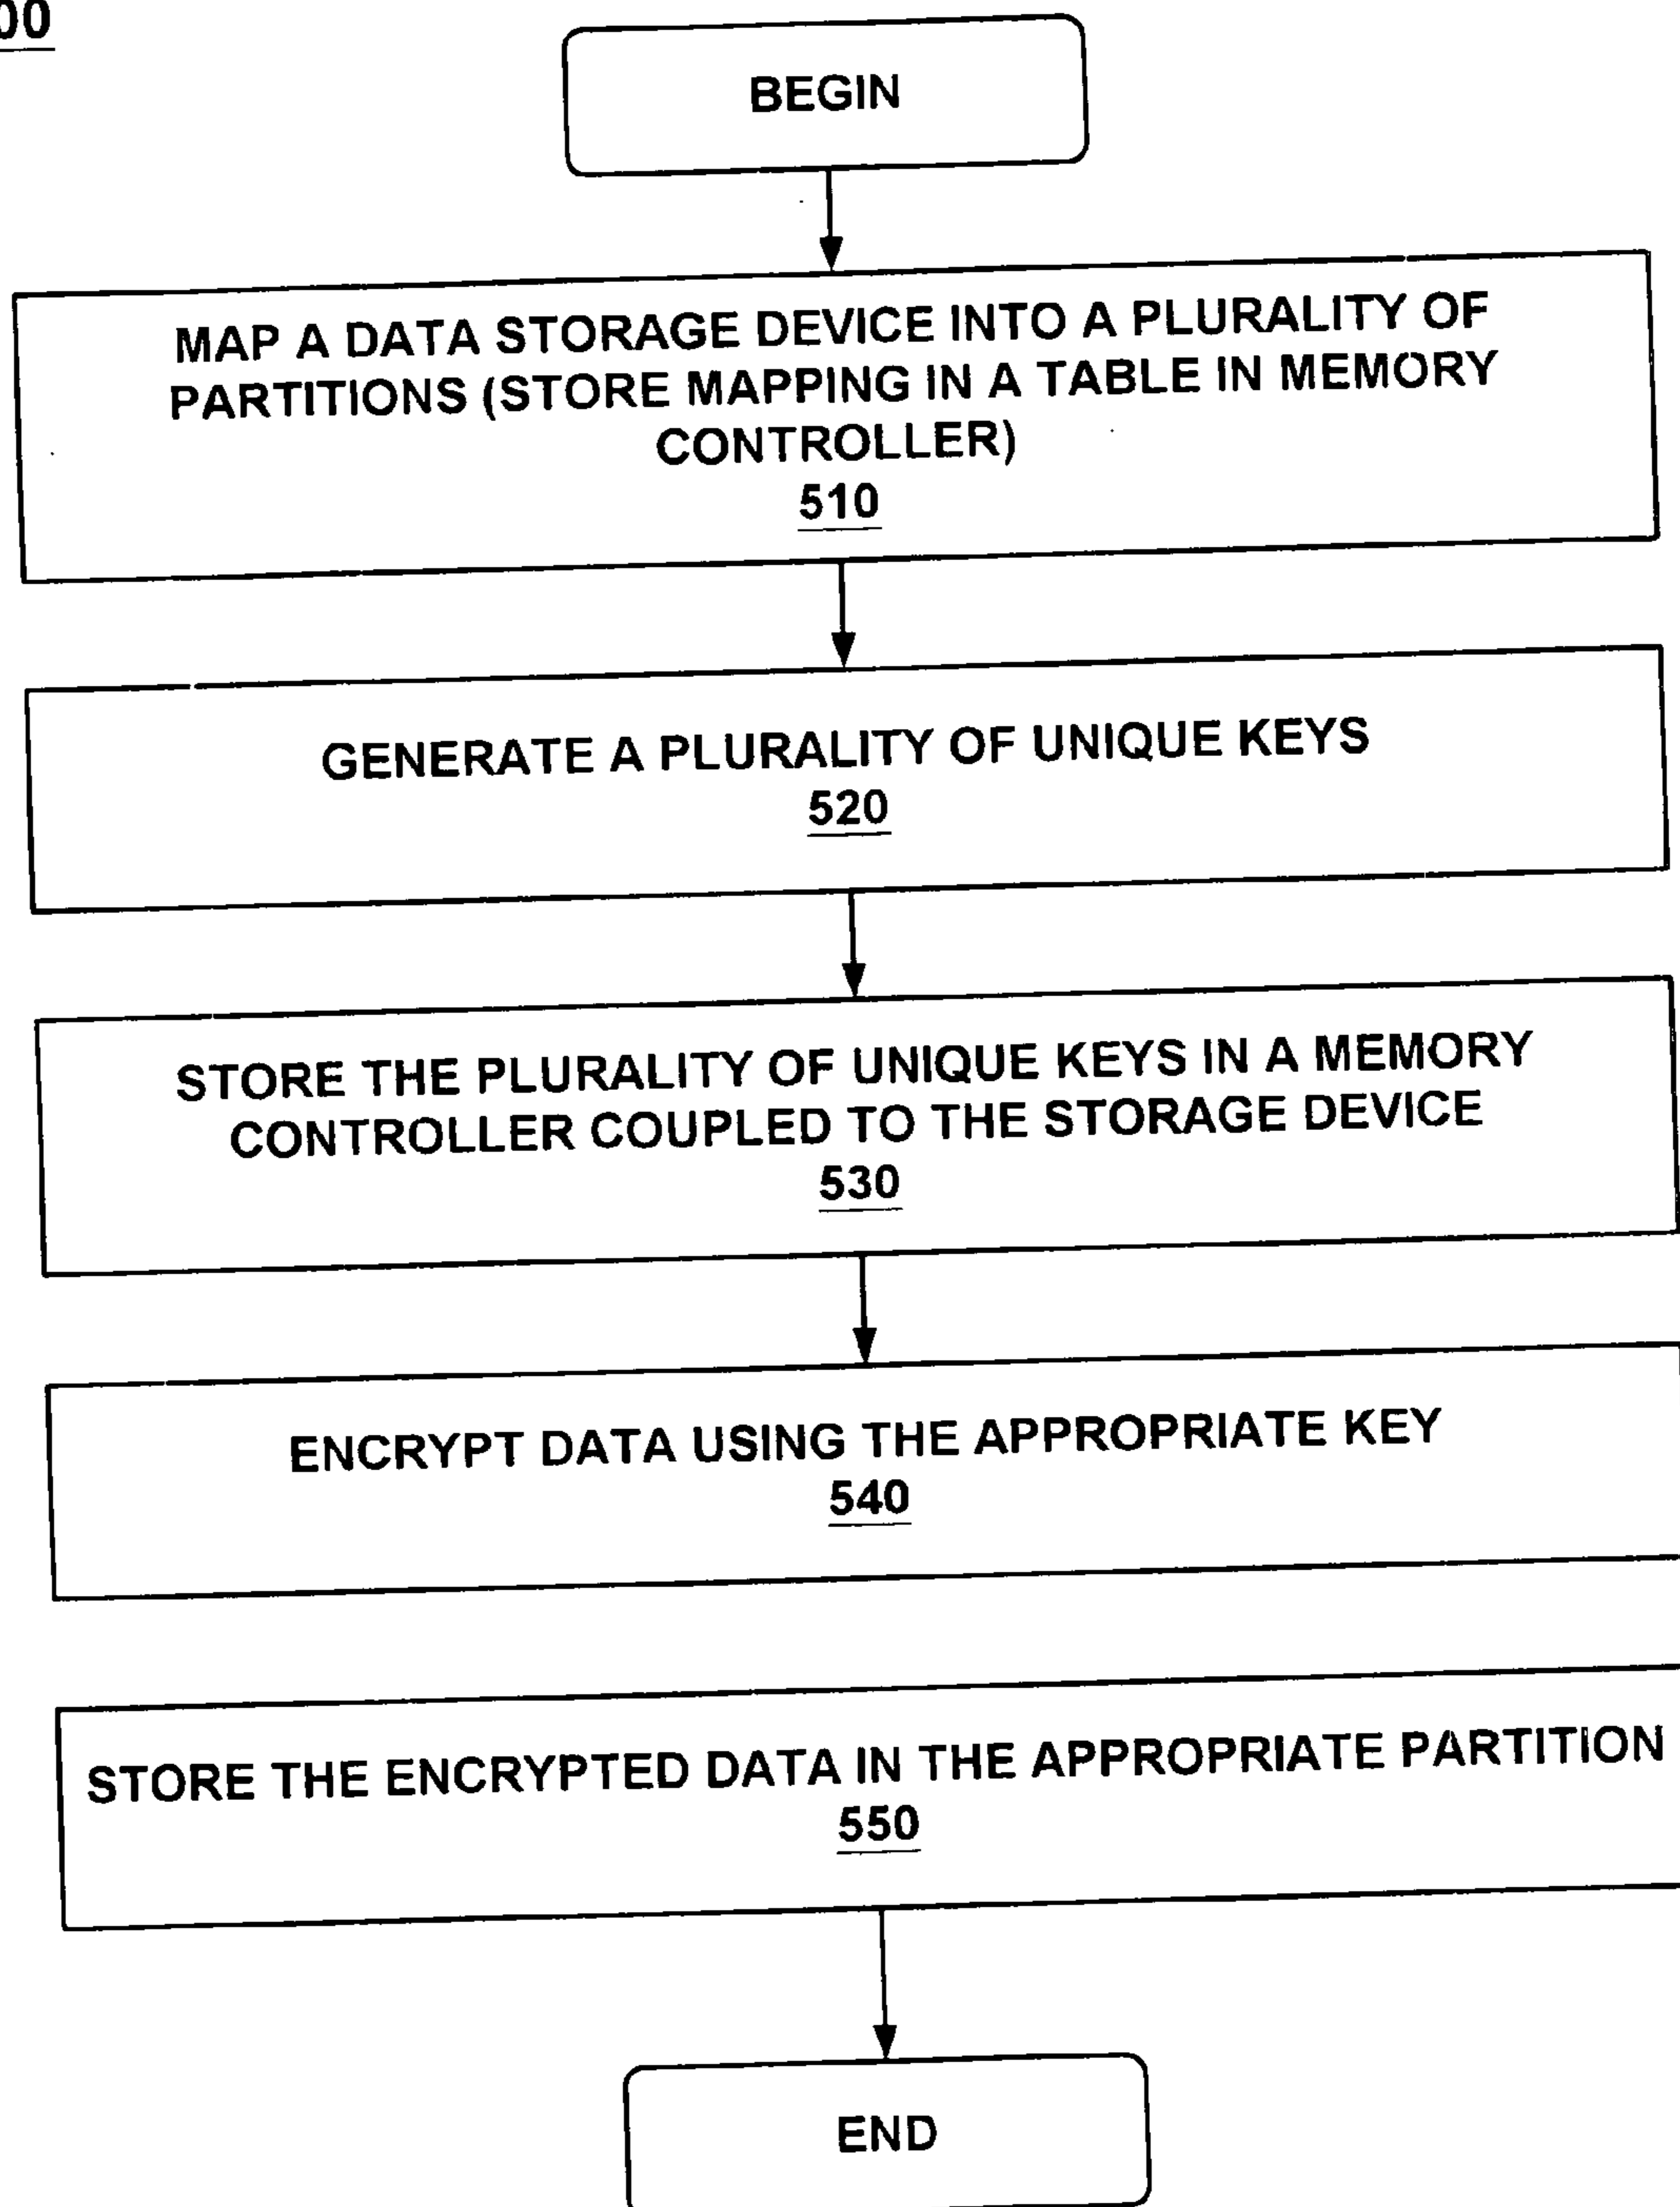 00
BEGIN
MAP A DATA STORAGE DEVICE INTO A PLURALITY OF
PARTITIONS (STORE MAPPING IN A TABLE IN MEMORY
CONTROLLER)
510
GENERATE A PLURALITY OF UNIQUE KEYS
520
STORE THE PLURALITY OF UNIQUE KEYS IN A MEMORY
CONTROLLER COUPLED TO THE STORAGE DEVICE
530
ENCRYPT DATA USING THE APPROPRIATE KEY
540
STORE THE ENCRYPTED DATA IN THE APPROPRIATE PARTITION
550
END